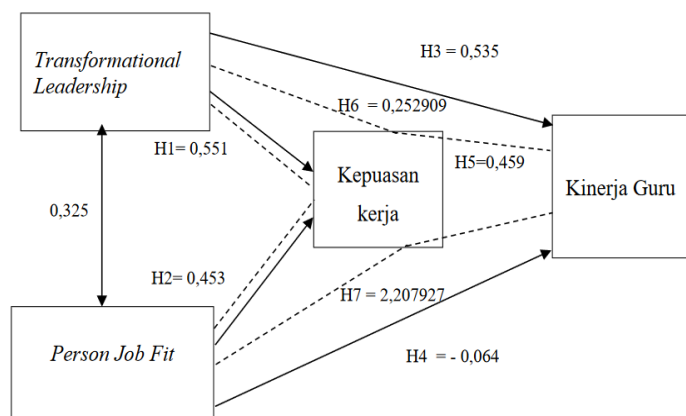 Transformational
Leadership
H3 = 0,535
H6 = 0,252909
H1= 0,551
H5=0,459
Kepuasan
kerja
Kinerja Guru
0,325
H2= 0,453
H7 = 2,207927
Person Job Fit
H4 = - 0,064